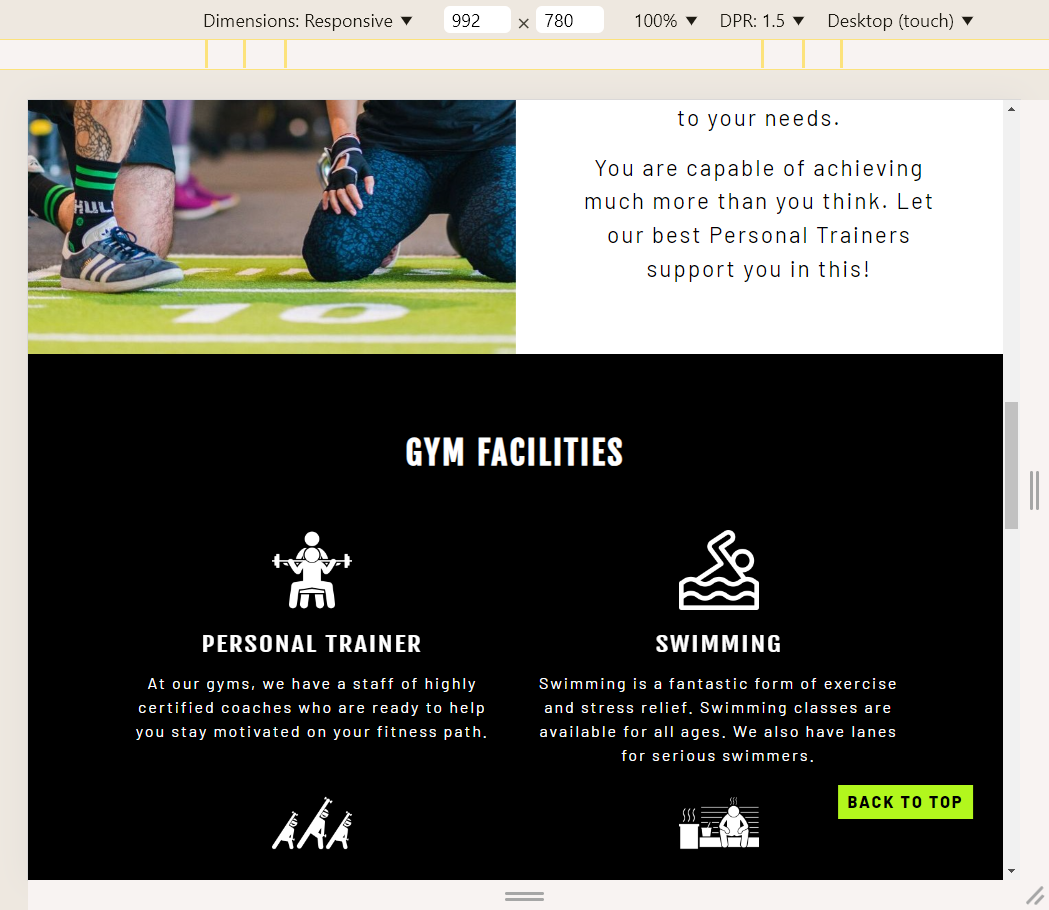 Dimensions: Responsive ▼ 992 × 780 100% ▼ DPR: 1.5 ▼ Desktop (touch) ▼
to your needs.
You are capable of achieving
much more than you think. Let
our best Personal Trainers
support you in this!
HUL
10
GYM FACILITIES
PERSONAL TRAINER
At our gyms, we have a staff of highly
certified coaches who are ready to help
you stay motivated on your fitness path.
SWIMMING
Swimming is a fantastic form of exercise
and stress relief. Swimming classes are
available for all ages. We also have lanes
for serious swimmers.
BACK TO TOP